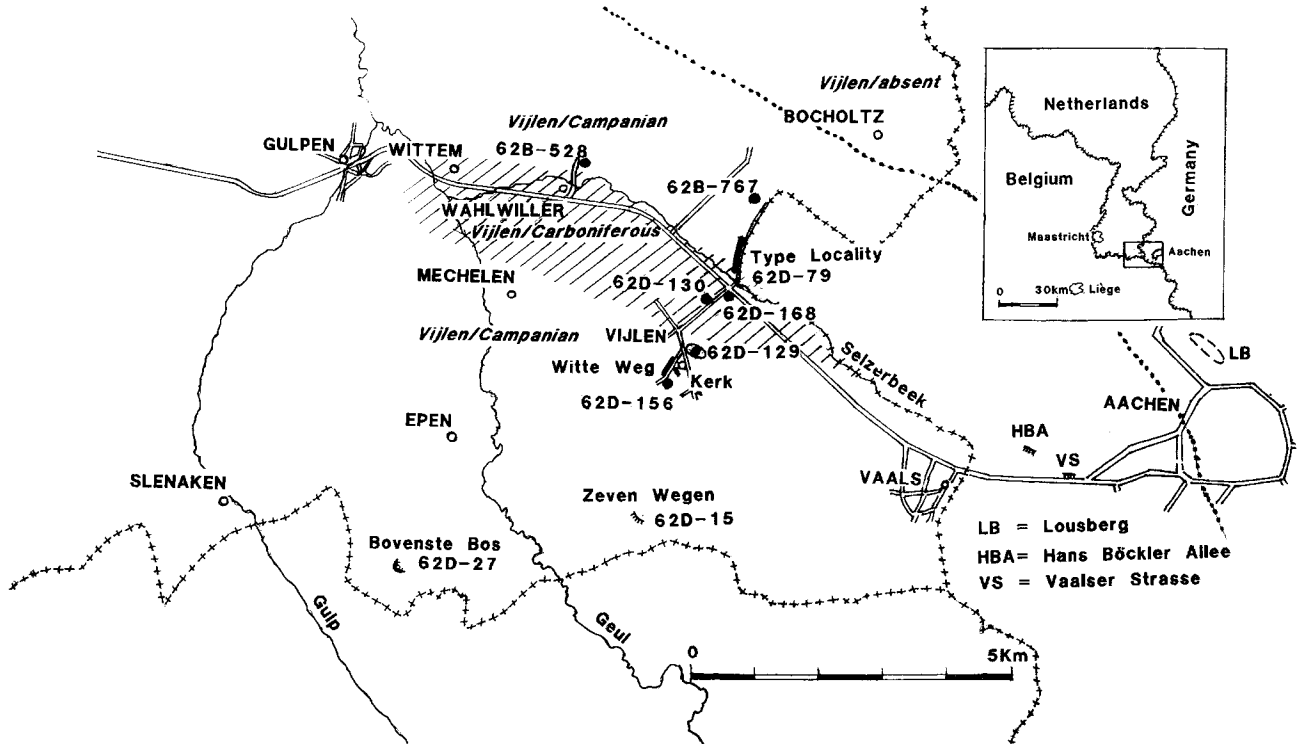 Vijlen/absent
BOCHOLTZ
Vijlen/Campanian
GULPEN
WITTEM
62B-528
62B-767
WAHLWILLER
Vijlen/Carboniferous
Type Locality
62D-79
MECHELEN
62D-130
62D-168
Vijlen/Campanian
VIJLEN
62D-129
Witte Weg
Kerk
62D-156
Selzerbeek
EPEN
SLENAKEN
Zeven Wegen
62D-15
Bovenste Bos
62D-27
Gulp
Geul
VAALS
HBA
VS
AACHEN
LB
Netherlands
Belgium
Germany
Maastricht
Aachen
0 30km
Liège
LB = Lousberg
HBA= Hans Böckler Allee
VS = Vaalser Strasse
0 5Km